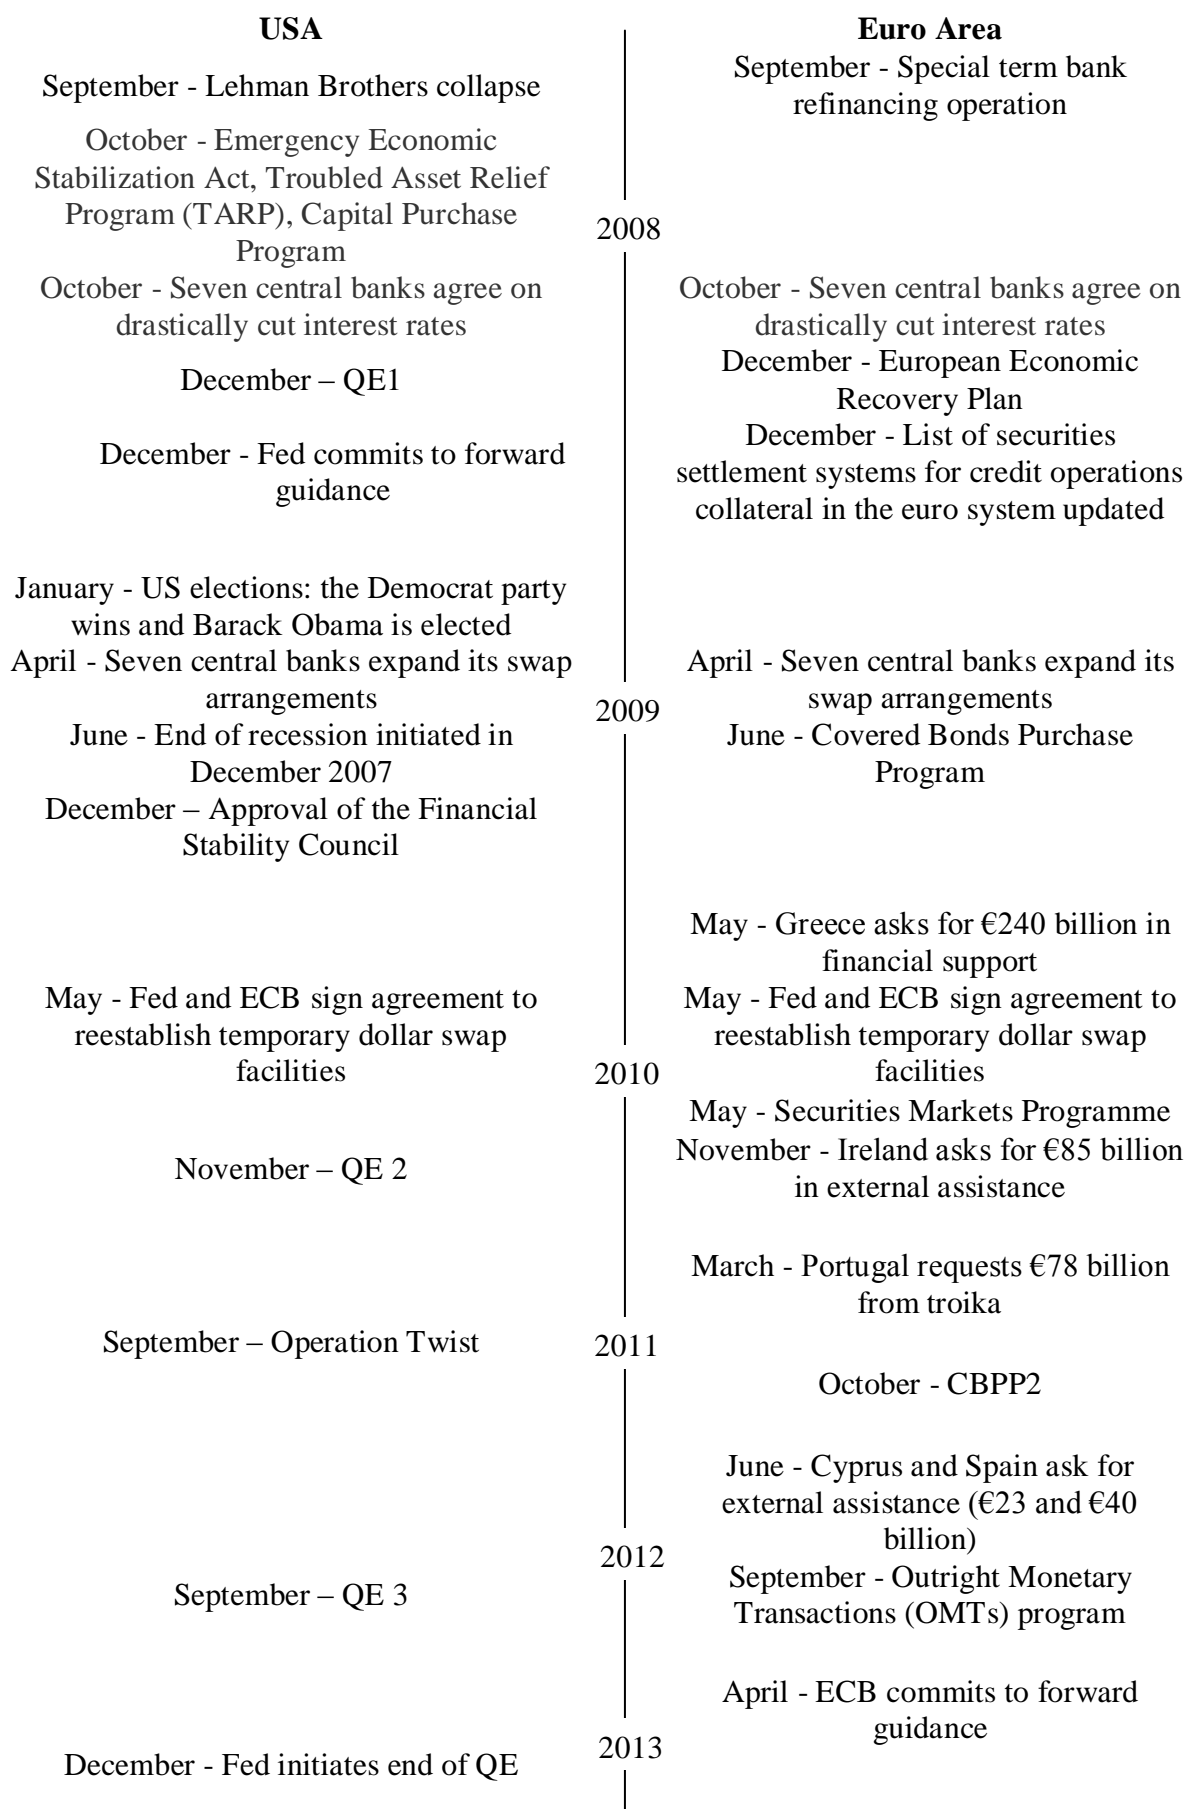 USA
Euro Area
September - Lehman Brothers collapse
September - Special term bank
refinancing operation
October - Emergency Economic
Stabilization Act, Troubled Asset Relief
Program (TARP), Capital Purchase
Program
2008
October - Seven central banks agree on
drastically cut interest rates
October - Seven central banks agree on
drastically cut interest rates
December – QE1
December - European Economic
Recovery Plan
December - Fed commits to forward
guidance
December - List of securities
settlement systems for credit operations
collateral in the euro system updated
January - US elections: the Democrat party
wins and Barack Obama is elected
April - Seven central banks expand its swap
arrangements
April - Seven central banks expand its
swap arrangements
2009
June - End of recession initiated in
December 2007
June - Covered Bonds Purchase
Program
December – Approval of the Financial
Stability Council
May - Greece asks for €240 billion in
financial support
May - Fed and ECB sign agreement to
reestablish temporary dollar swap
facilities
May - Fed and ECB sign agreement to
reestablish temporary dollar swap
facilities
2010
May - Securities Markets Programme
November – QE 2
November - Ireland asks for €85 billion
in external assistance
March - Portugal requests €78 billion
from troika
September – Operation Twist
2011
October - CBPP2
June - Cyprus and Spain ask for
external assistance (€23 and €40
billion)
2012
September – QE 3
September - Outright Monetary
Transactions (OMTs) program
April - ECB commits to forward
guidance
2013
December - Fed initiates end of QE